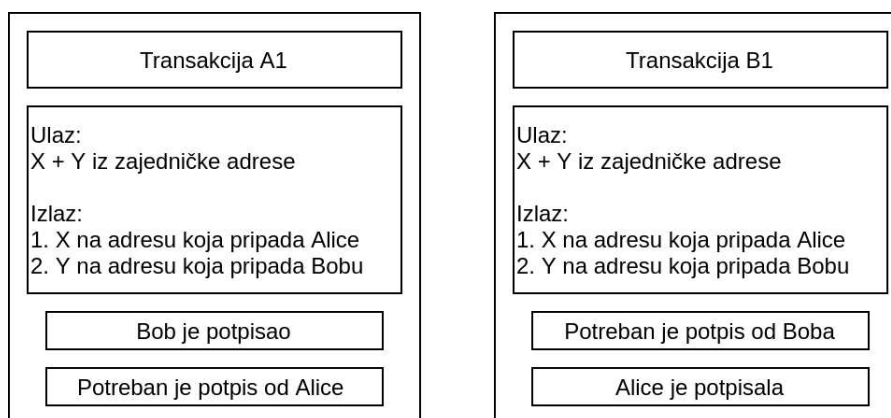 Transakcija A1
Ulaz:
X + Y iz zajedničke adrese
Izlaz:
1. X na adresu koja pripada Alice
2. Y na adresu koja pripada Bobu
Bob je potpisao
Potreban je potpis od Alice
Transakcija B1
Ulaz:
X + Y iz zajedničke adrese
Izlaz:
1. X na adresu koja pripada Alice
2. Y na adresu koja pripada Bobu
Potreban je potpis od Boba
Alice je potpisala